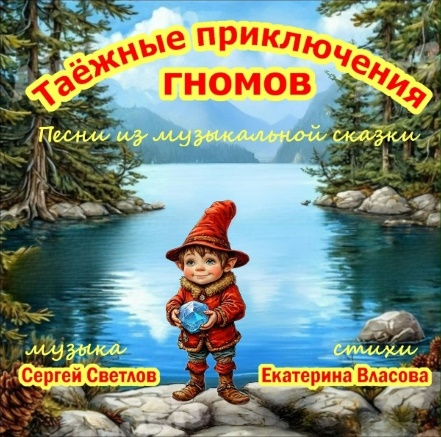 Таёжные приключения
гномов
Песни из музыкальной сказки
музыка
стихи
Сергей Светлов
Екатерина Власова